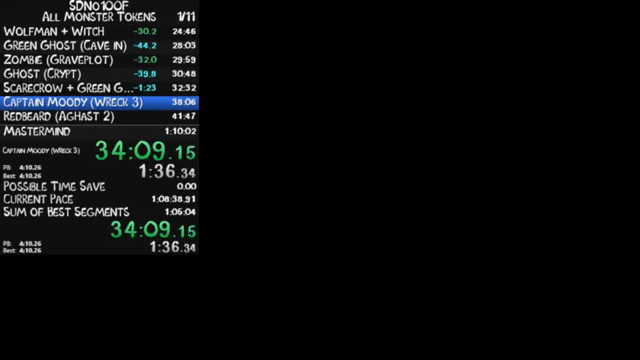 SDNo100F
All Monster Tokens 1/11
Wolfman + Witch -30.2 24:46
Green Ghost (Cave in) -44.2 28:03
Zombie (Graveplot) -32.0 29:59
Ghost (Crypt) -39.8 30:48
Scarecrow + Green G... -1:23 32:32
Captain Moody (Wreck 3) 38:06
Redbeard (Aghast 2) 41:47
Mastermind 1:10:02
Captain Moody (Wreck 3) 34:09.15
PB: 4:10.26
Best: 4:10.26 1:36.34
Possible Time Save 0.00
Current Pace 1:08:38.91
Sum of Best Segments 1:05:04
34:09.15
PB: 4:10.26
Best: 4:10.26 1:36.34